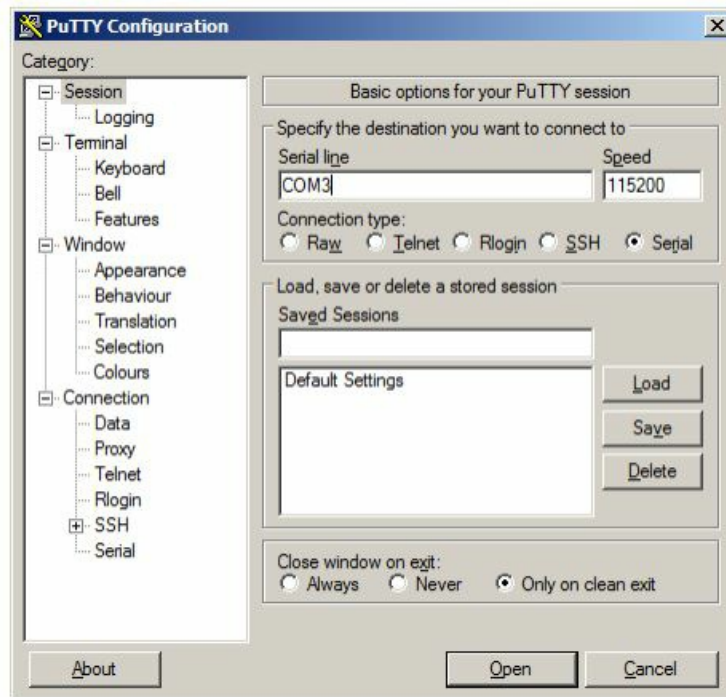 PuTTY Configuration
Category:
Session
Logging
Terminal
Keyboard
Bell
Features
Window
Appearance
Behaviour
Translation
Selection
Colours
Connection
Data
Proxy
Telnet
Rlogin
SSH
Serial
Basic options for your PuTTY session
Specify the destination you want to connect to
Serial line Speed
COM3 115200
Connection type:
Raw Telnet Rlogin SSH Serial
Load, save or delete a stored session
Saved Sessions
Default Settings
Load
Save
Delete
Close window on exit:
Always Never Only on clean exit
About Open Cancel